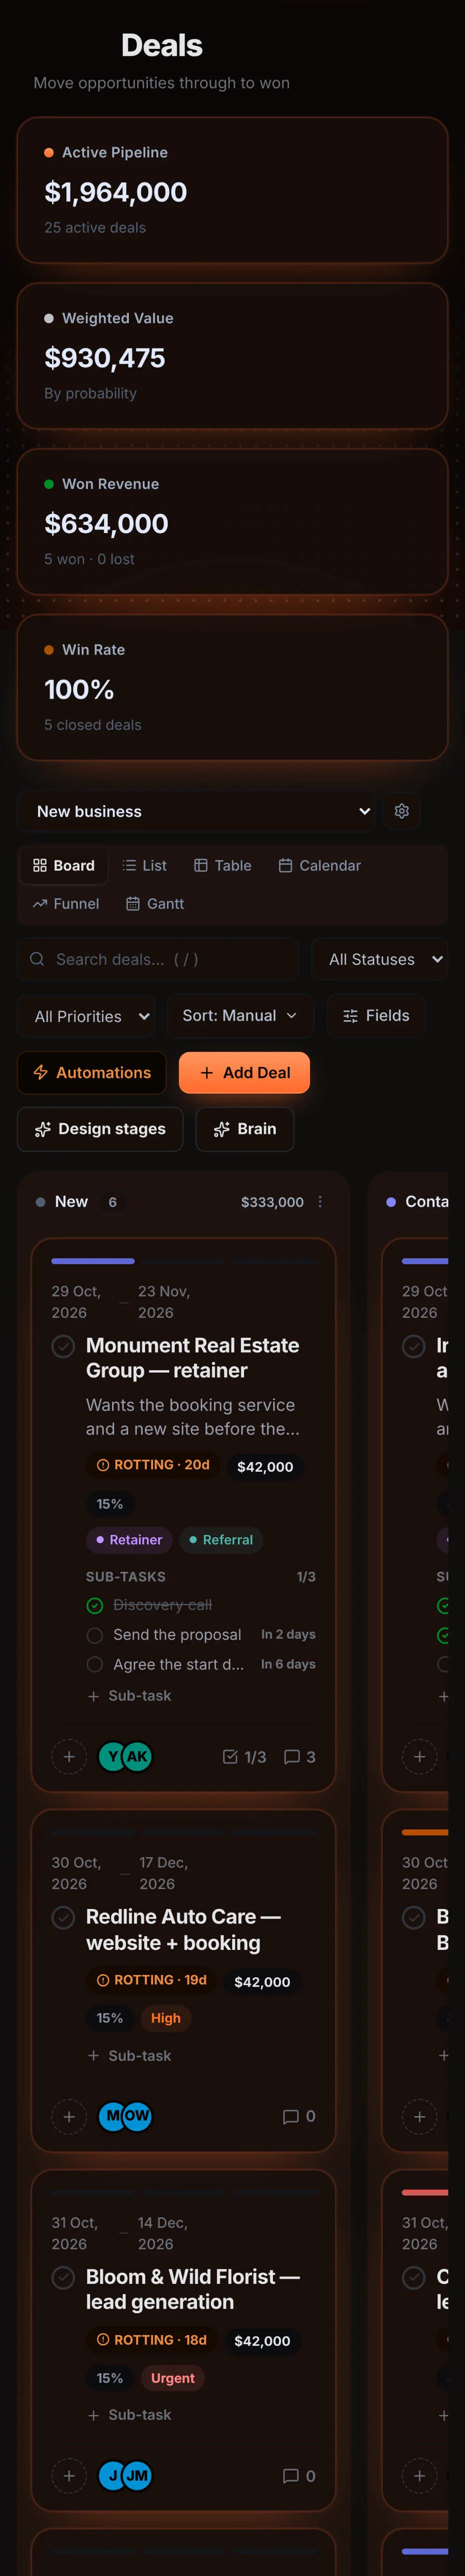 Deals
Move opportunities through to won
Active Pipeline
$1,964,000
25 active deals
Weighted Value
$930,475
By probability
Won Revenue
$634,000
5 won · 0 lost
Win Rate
100%
5 closed deals
New business
Board List Table Calendar
Funnel Gantt
Search deals... ( / ) All Statuses
All Priorities Sort: Manual Fields
Automations + Add Deal
Design stages Brain
New 6 $333,000
29 Oct, 2026 — 23 Nov, 2026
Monument Real Estate
Group — retainer
Wants the booking service
and a new site before the...
ROTTING · 20d $42,000
15%
Retainer Referral
SUB-TASKS 1/3
Discovery call
Send the proposal In 2 days
Agree the start d... In 6 days
+ Sub-task
+ Y AK 1/3 3
30 Oct, 2026 — 17 Dec, 2026
Redline Auto Care —
website + booking
ROTTING · 19d $42,000
15% High
+ Sub-task
+ M OW 0
31 Oct, 2026 — 14 Dec, 2026
Bloom & Wild Florist —
lead generation
ROTTING · 18d $42,000
15% Urgent
+ Sub-task
+ J JM 0
29 Oct
2026
30 Oct
2026
31 Oct,
2026